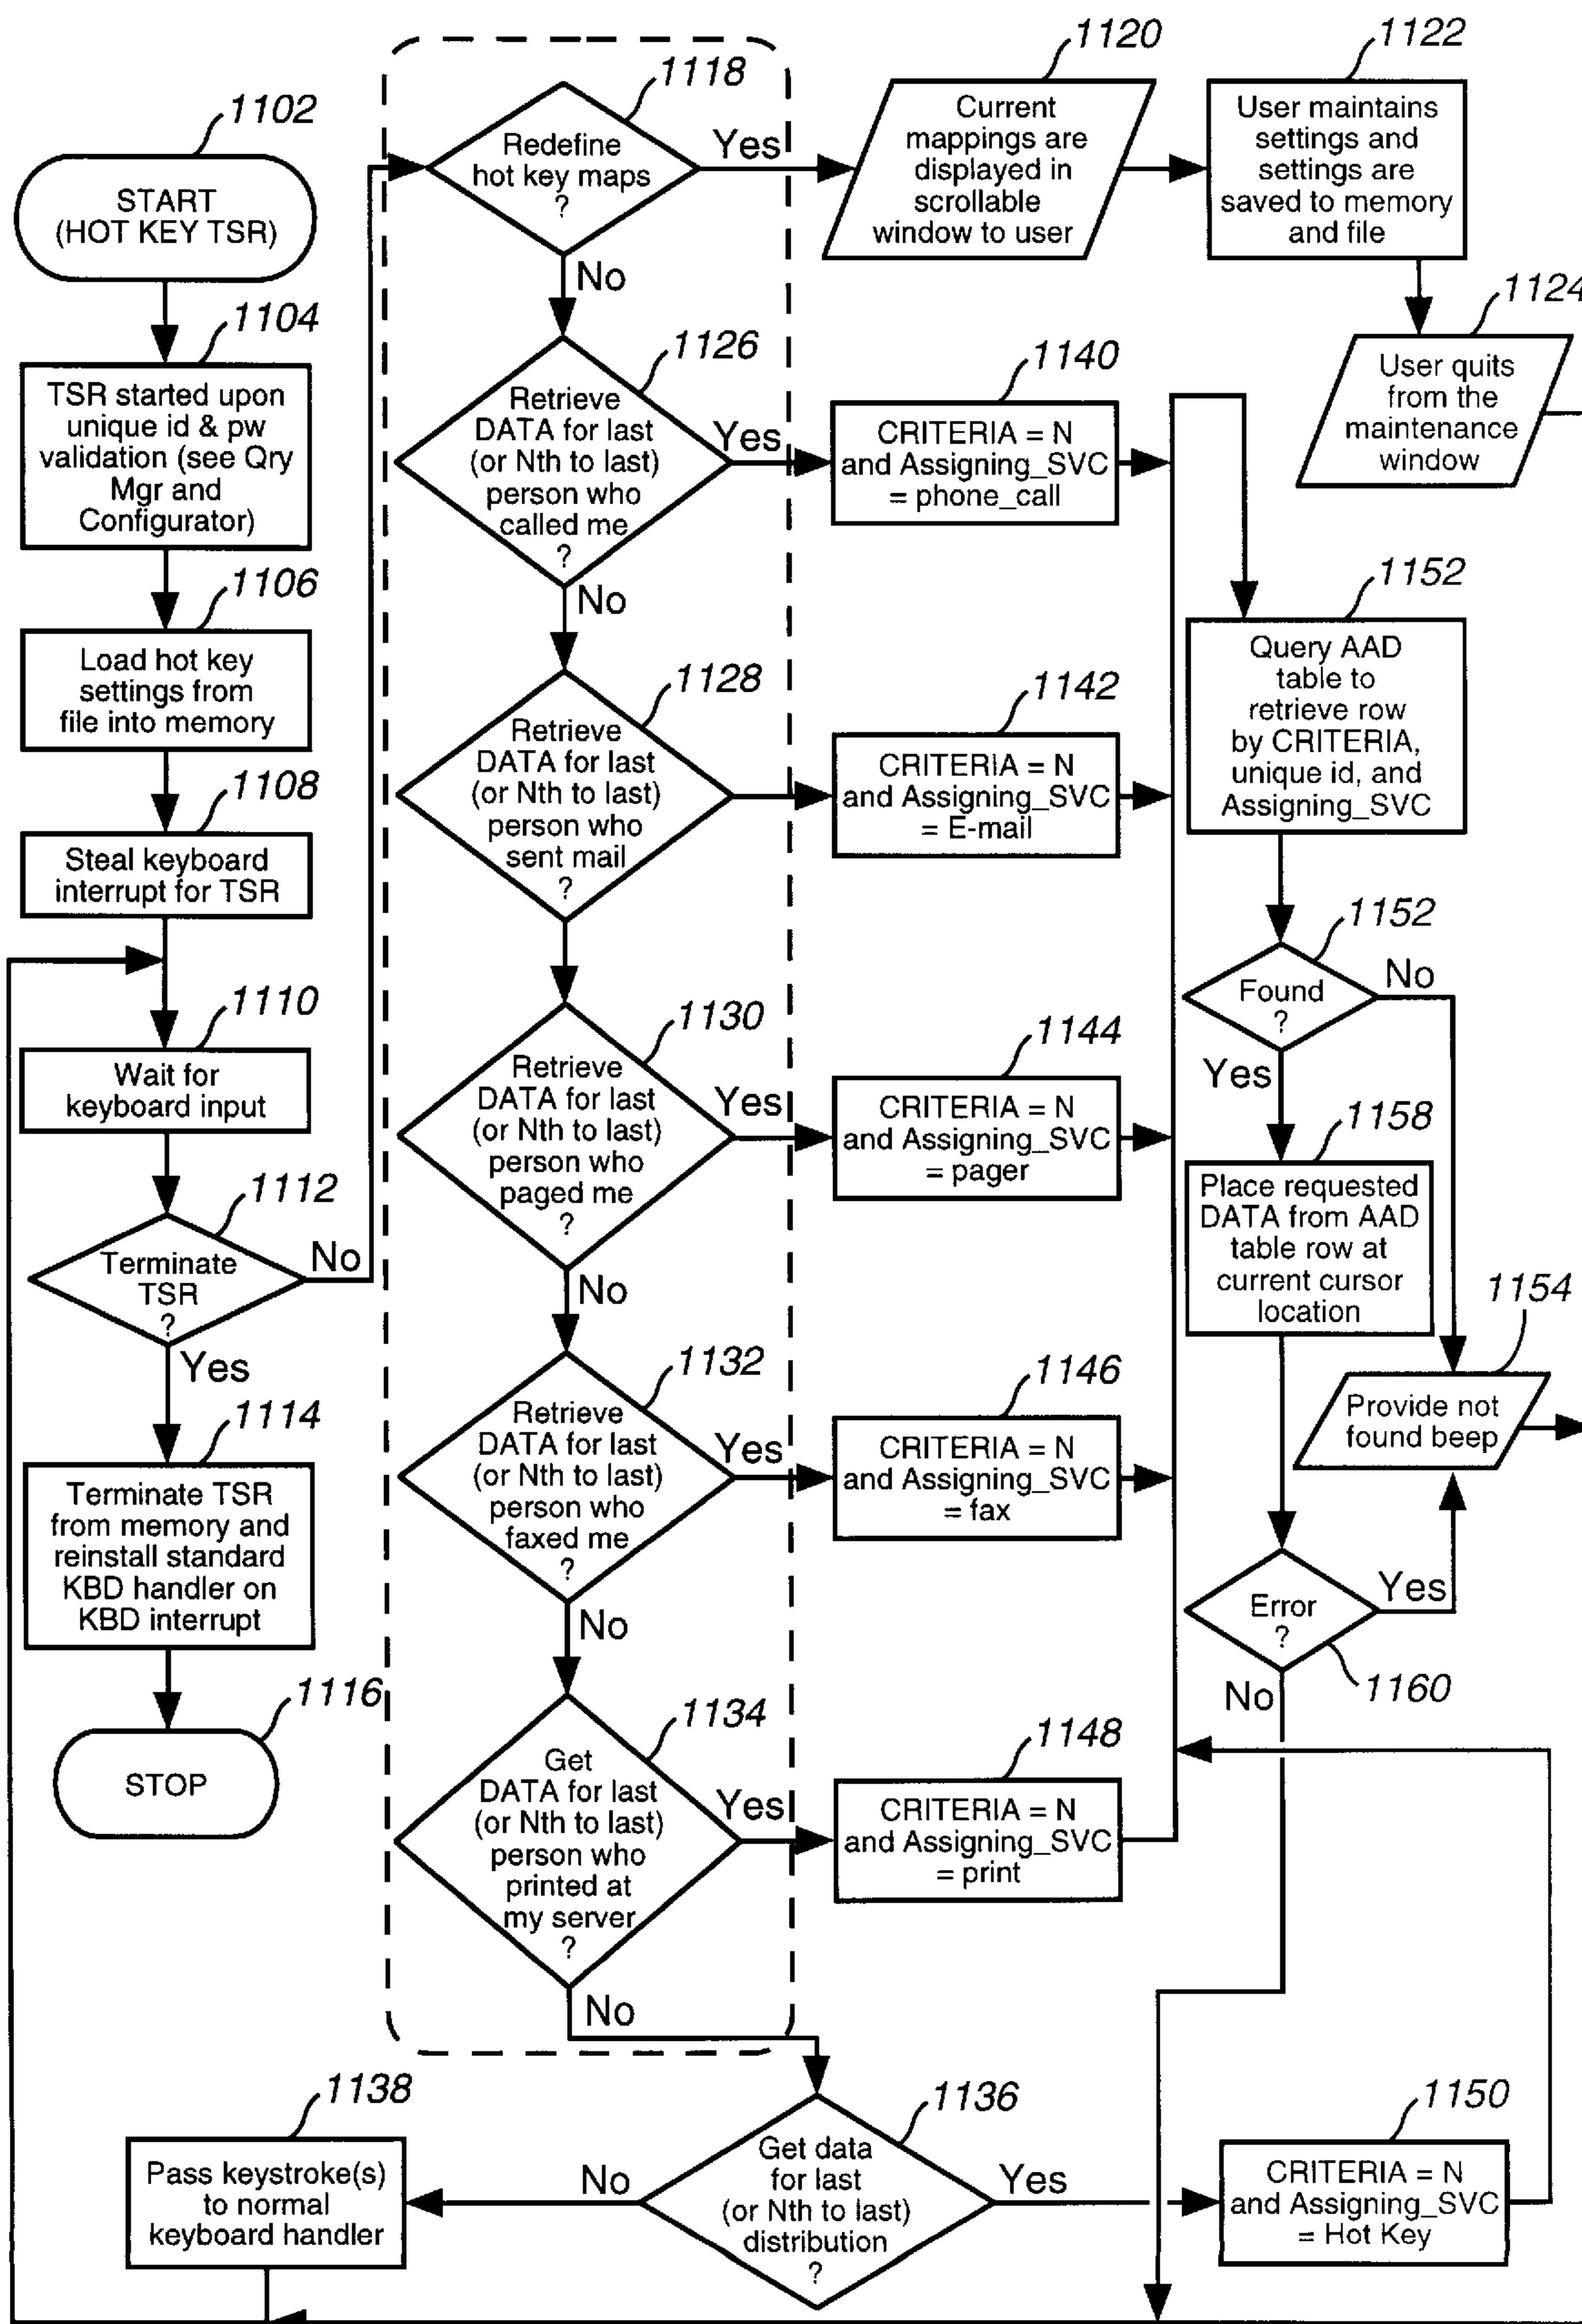 1102
START
(HOT KEY TSR)
1104
TSR started upon
unique id & pw
validation (see Qry
Mgr and
Configurator)
1106
Load hot key
settings from
file into memory
1108
Steal keyboard
interrupt for TSR
1110
Wait for
keyboard input
1112
Terminate
TSR
?
No
Yes
1114
Terminate TSR
from memory and
reinstall standard
KBD handler on
KBD interrupt
1116
STOP
1118
Redefine
hot key maps
?
Yes
No
1120
Current
mappings are
displayed in
scrollable
window to user
1122
User maintains
settings and
settings are
saved to memory
and file
1124
User quits
from the
maintenance
window
1126
Retrieve
DATA for last
(or Nth to last)
person who
called me
?
Yes
No
1140
CRITERIA = N
and Assigning_SVC
= phone_call
1128
Retrieve
DATA for last
(or Nth to last)
person who
sent mail
?
1142
CRITERIA = N
and Assigning_SVC
= E-mail
1130
Retrieve
DATA for last
(or Nth to last)
person who
paged me
?
Yes
No
1144
CRITERIA = N
and Assigning_SVC
= pager
1132
Retrieve
DATA for last
(or Nth to last)
person who
faxed me
?
Yes
No
1146
CRITERIA = N
and Assigning_SVC
= fax
1134
Get
DATA for last
(or Nth to last)
person who
printed at
my server
?
Yes
No
1148
CRITERIA = N
and Assigning_SVC
= print
1152
Query AAD
table to
retrieve row
by CRITERIA,
unique id, and
Assigning_SVC
1152
Found
?
No
Yes
1158
Place requested
DATA from AAD
table row at
current cursor
location
1154
Provide not
found beep
Error
?
Yes
1160
No
1138
Pass keystroke(s)
to normal
keyboard handler
1136
Get data
for last
(or Nth to last)
distribution
?
No
Yes
1150
CRITERIA = N
and Assigning_SVC
= Hot Key